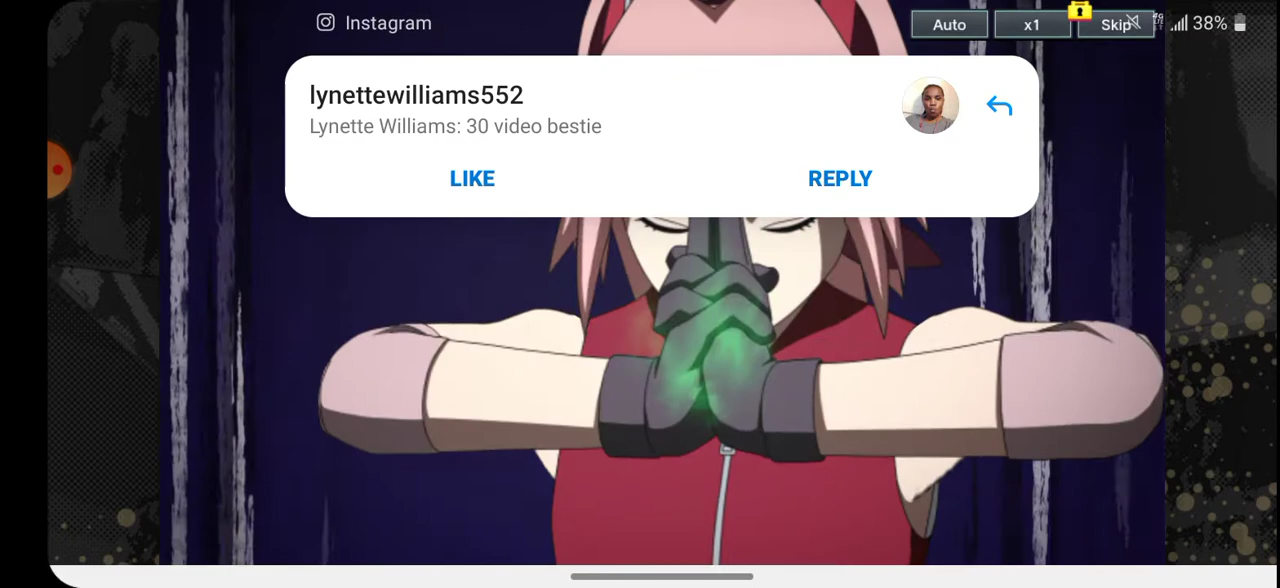 Instagram
Auto
x1
Skip
38%
lynettewilliams552
Lynette Williams: 30 video bestie
LIKE
REPLY